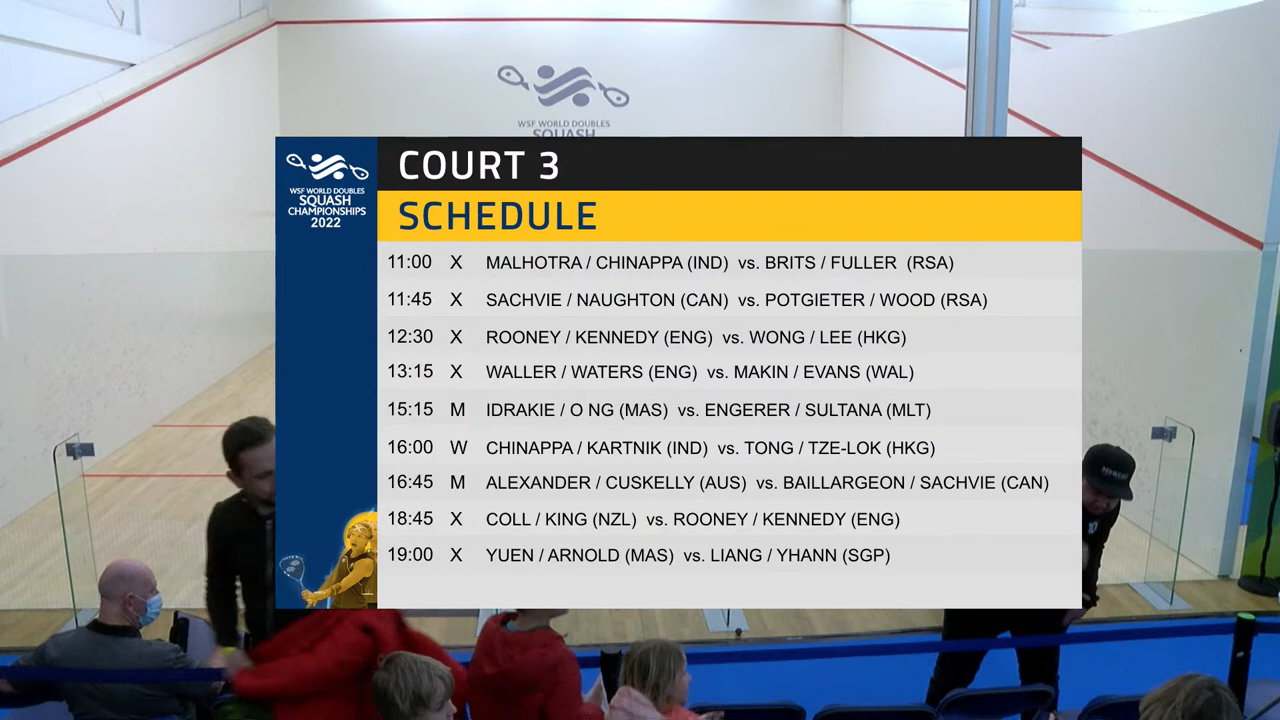 WSF WORLD DOUBLES
SQUASH
WSF WORLD DOUBLES
SQUASH
CHAMPIONSHIPS
2022
COURT 3
SCHEDULE
11:00 X MALHOTRA / CHINAPPA (IND) vs. BRITS / FULLER (RSA)
11:45 X SACHVIE / NAUGHTON (CAN) vs. POTGIETER / WOOD (RSA)
12:30 X ROONEY / KENNEDY (ENG) vs. WONG / LEE (HKG)
13:15 X WALLER / WATERS (ENG) vs. MAKIN / EVANS (WAL)
15:15 M IDRAKIE / O NG (MAS) vs. ENGERER / SULTANA (MLT)
16:00 W CHINAPPA / KARTNIK (IND) vs. TONG / TZE-LOK (HKG)
16:45 M ALEXANDER / CUSKELLY (AUS) vs. BAILLARGEON / SACHVIE (CAN)
18:45 X COLL / KING (NZL) vs. ROONEY / KENNEDY (ENG)
19:00 X YUEN / ARNOLD (MAS) vs. LIANG / YHANN (SGP)